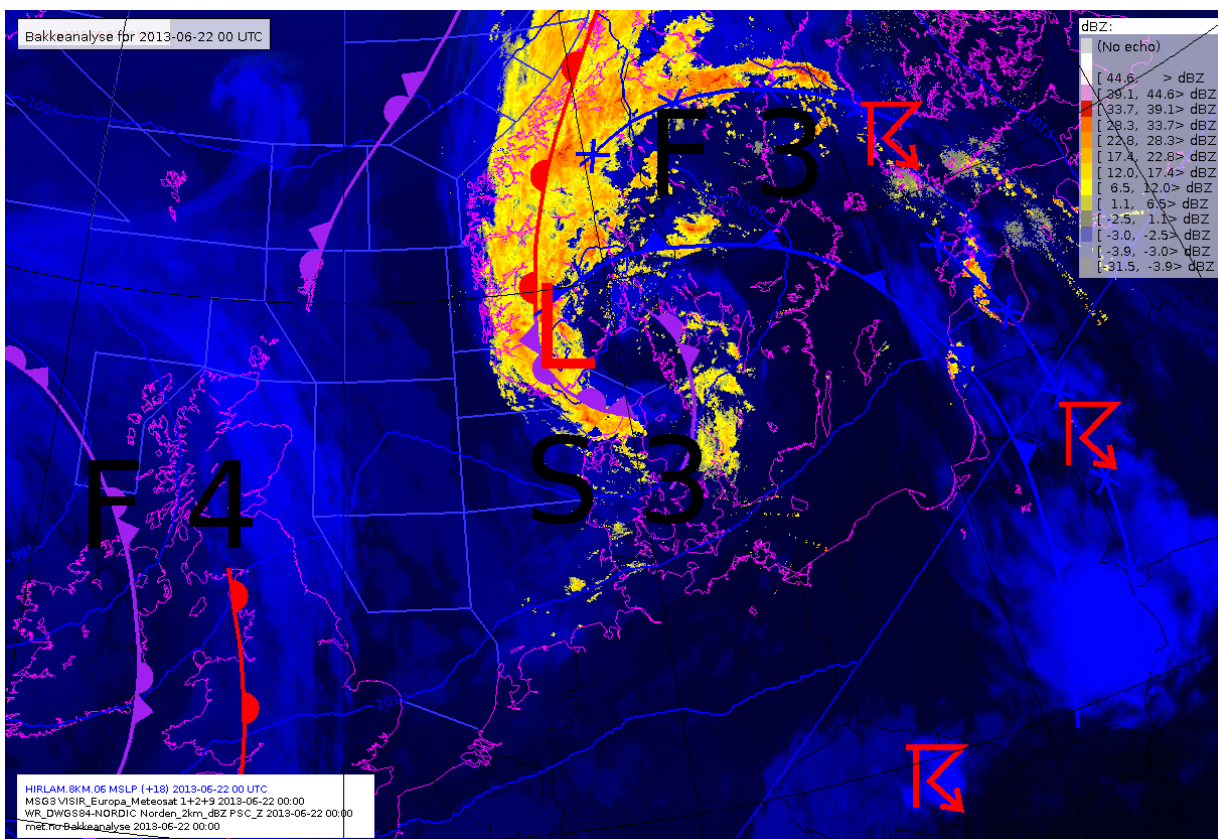 Bakkeanalyse for 2013-06-22 00 UTC
dBZ:
(No echo)
[ 44.6, > dBZ
[ 39.1, 44.6> dBZ
[ 33.7, 39.1> dBZ
[ 28.3, 33.7> dBZ
[ 22.8, 28.3> dBZ
[ 17.4, 22.8> dBZ
[ 12.0, 17.4> dBZ
[ 6.5, 12.0> dBZ
[ 1.1, 6.5> dBZ
[ -2.5, 1.1> dBZ
[ -3.0, -2.5> dBZ
[ -3.9, -3.0> dBZ
[-31.5, -3.9> dBZ
F 3
1005
L
S 3
F 4
995
HIRLAM.8KM.06 MSLP (+18) 2013-06-22 00 UTC
MSG3 VISIR_Europa_Meteosat 1+2+9 2013-06-22 00:00
WR_DWGS84-NORDIC Norden_2km_dBZ PSC_Z 2013-06-22 00:00
met.no Bakkeanalyse 2013-06-22 00:00